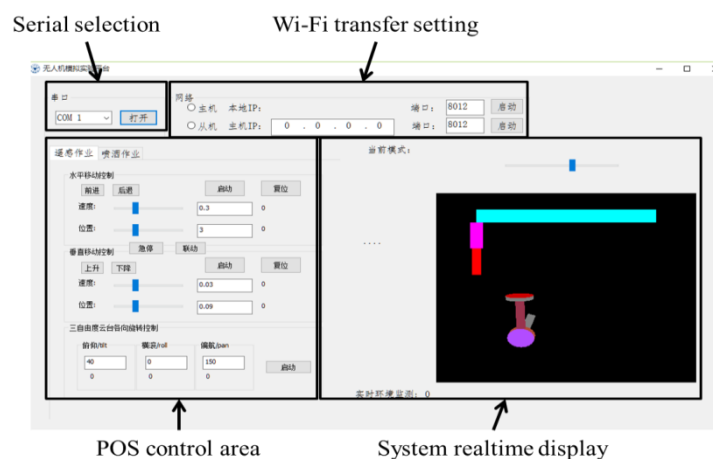 Serial selection
Wi-Fi transfer setting
无人机模拟实验平台
串口
COM 1
打开
网络
主机 本地IP: 端口: 8012 启动
从机 主机IP: 0 . 0 . 0 . 0 端口: 8012 启动
遥感作业 喷洒作业
当前模式:
水平移动控制
前进 后退 启动 复位
速度: 0.3 0
位置: 3 0
急停 联动
垂直移动控制
上升 下降 启动 复位
速度: 0.03 0
位置: 0.09 0
....
三自由度云台各向旋转控制
俯仰/tilt 横滚/roll 偏航/pan
40 0 150 启动
0 0 0
实时环境监测: 0
POS control area
System realtime display